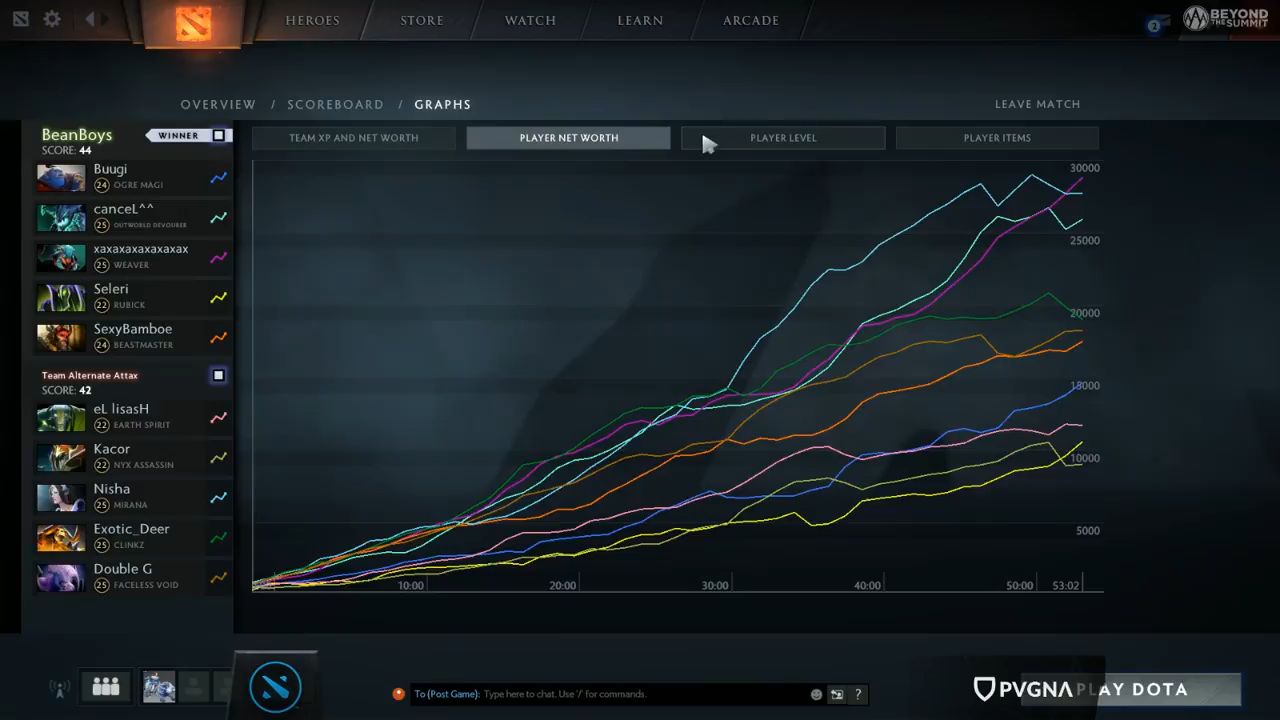 HEROES STORE WATCH LEARN ARCADE
2
BEYOND
THE SUMMIT
OVERVIEW / SCOREBOARD / GRAPHS
LEAVE MATCH
TEAM XP AND NET WORTH
PLAYER NET WORTH
PLAYER LEVEL
PLAYER ITEMS
BeanBoys
WINNER
SCORE: 44
Buugi
24 OGRE MAGI
canceL^^
25 OUTWORLD DEVOURER
xaxaxaxaxaxax
25 WEAVER
Seleri
22 RUBICK
SexyBamboe
24 BEASTMASTER
Team Alternate Attax
SCORE: 42
eL lisasH
22 EARTH SPIRIT
Kacor
22 NYX ASSASSIN
Nisha
25 MIRANA
Exotic_Deer
25 CLINKZ
Double G
25 FACELESS VOID
30000
25000
20000
15000
10000
5000
10:00 20:00 30:00 40:00 50:00 53:02
To (Post Game): Type here to chat. Use '/' for commands.
?
PVGNA
PLAY DOTA